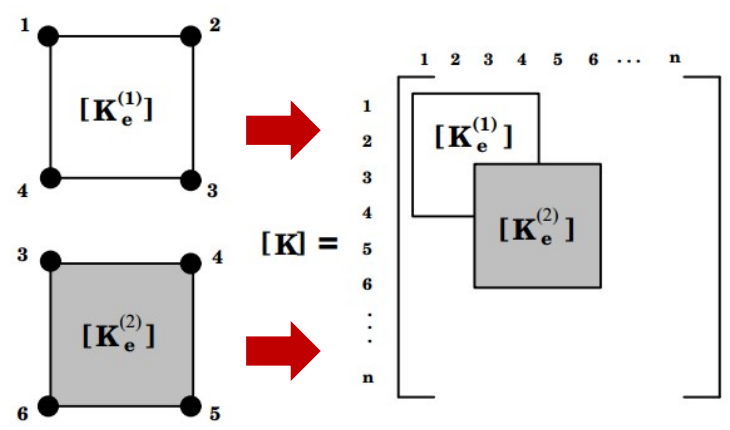 1 2
[K_e^(1)]
4 3
3 4
[K_e^(2)]
6 5
[K] =
1 2 3 4 5 6 ... n
1
2
3
4
5
6
.
.
.
n
[K_e^(1)]
[K_e^(2)]